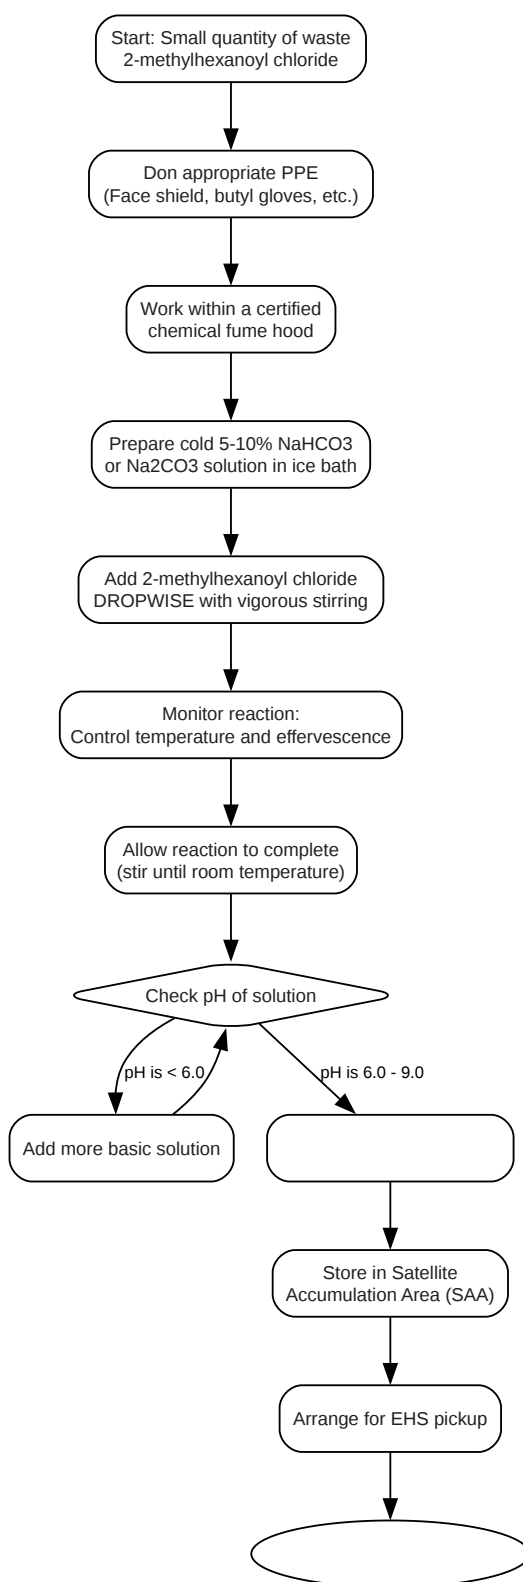 Start: Small quantity of waste
2-methylhexanoyl chloride
Don appropriate PPE
(Face shield, butyl gloves, etc.)
Work within a certified
chemical fume hood
Prepare cold 5-10% NaHCO3
or Na2CO3 solution in ice bath
Add 2-methylhexanoyl chloride
DROPWISE with vigorous stirring
Monitor reaction:
Control temperature and effervescence
Allow reaction to complete
(stir until room temperature)
Check pH of solution
pH is < 6.0
pH is 6.0 - 9.0
Add more basic solution
Store in Satellite
Accumulation Area (SAA)
Arrange for EHS pickup